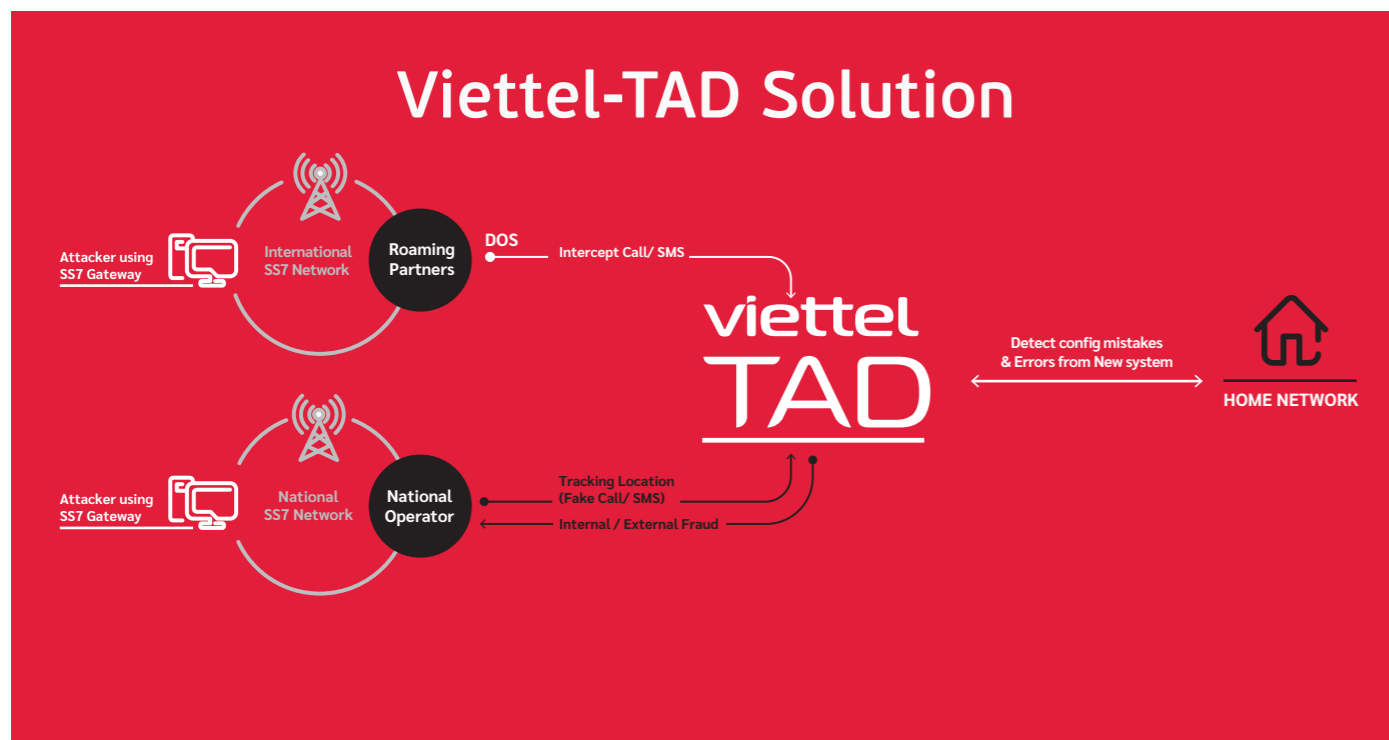 Viettel-TAD Solution
Attacker using
SS7 Gateway
International
SS7 Network
Roaming
Partners
DOS
Intercept Call/ SMS
viettel
TAD
Detect config mistakes
& Errors from New system
HOME NETWORK
Attacker using
SS7 Gateway
National
SS7 Network
National
Operator
Tracking Location
(Fake Call/ SMS)
Internal / External Fraud